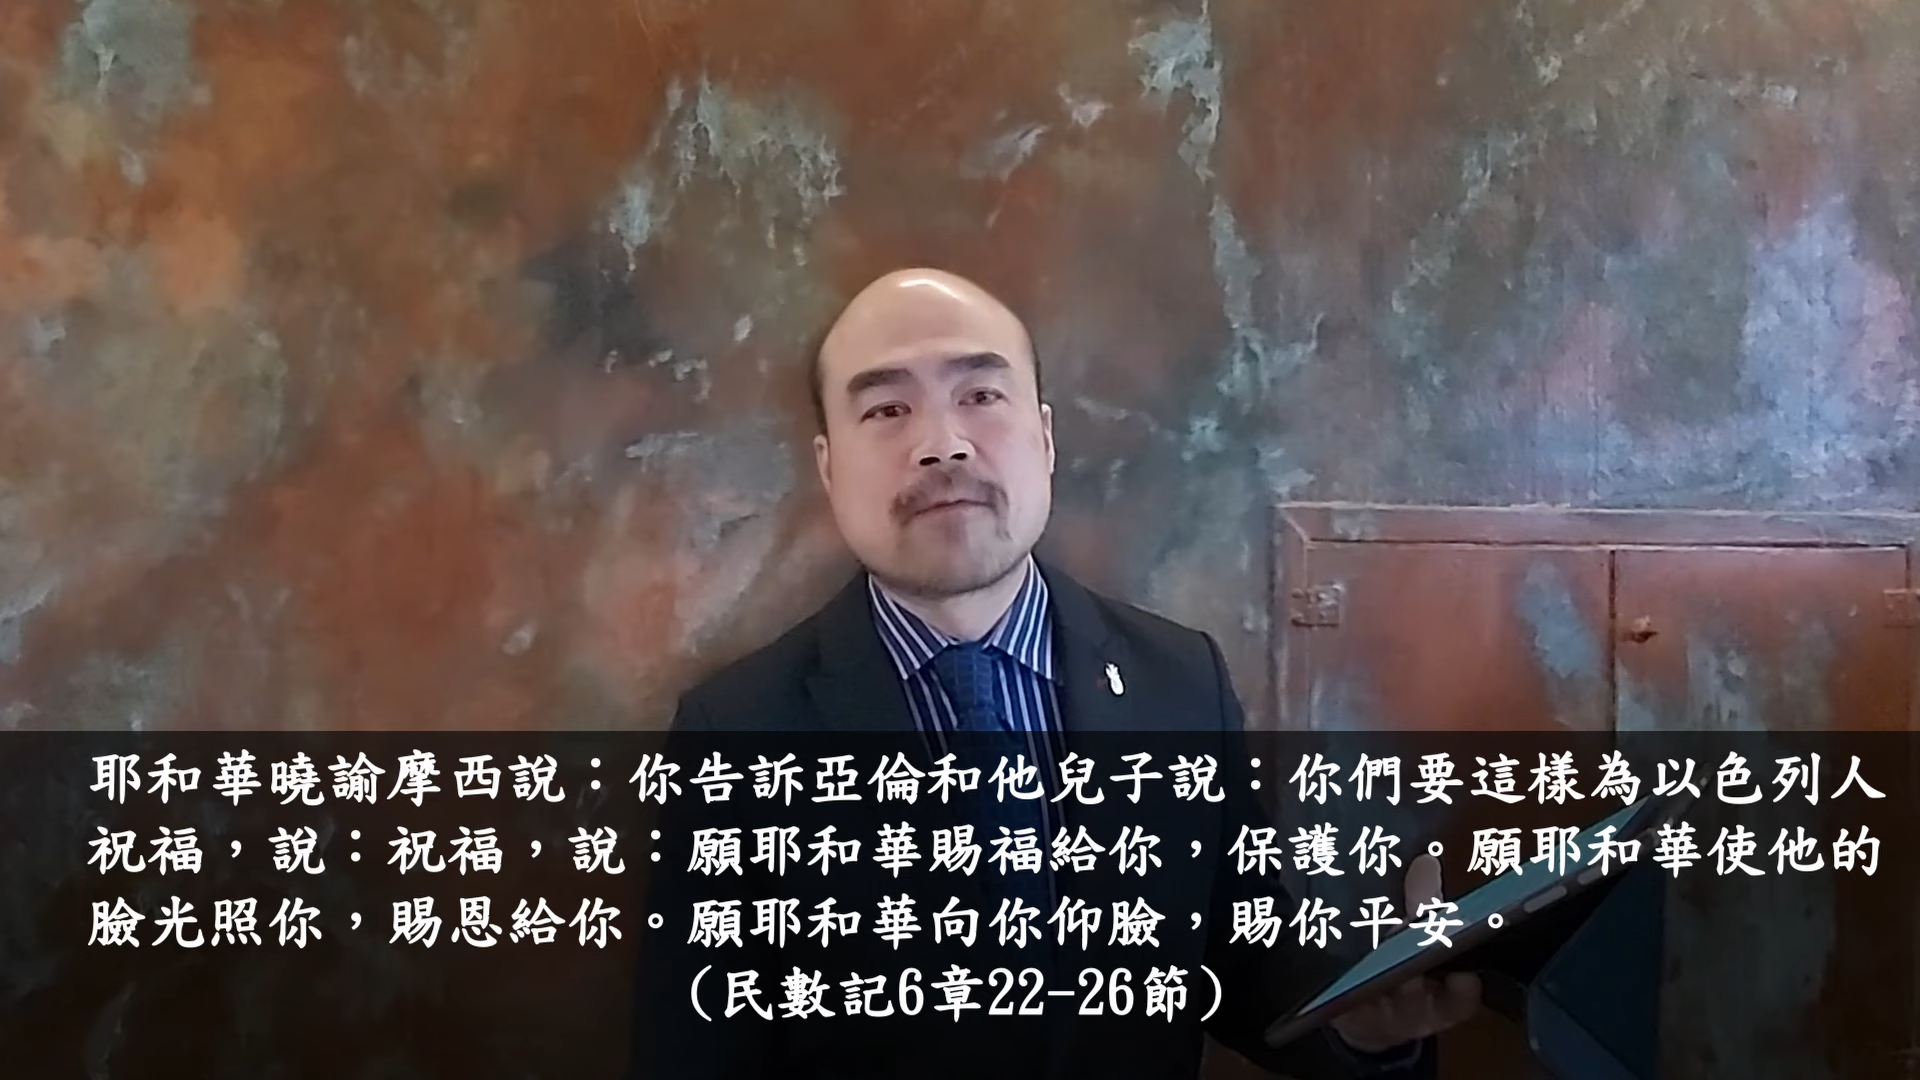 耶和華曉諭摩西說：你告訴亞倫和他兒子說：你們要這樣為以色列人
祝福，說：祝福，說：願耶和華賜福給你，保護你。願耶和華使他的
臉光照你，賜恩給你。願耶和華向你仰臉，賜你平安。
（民數記6章22-26節）